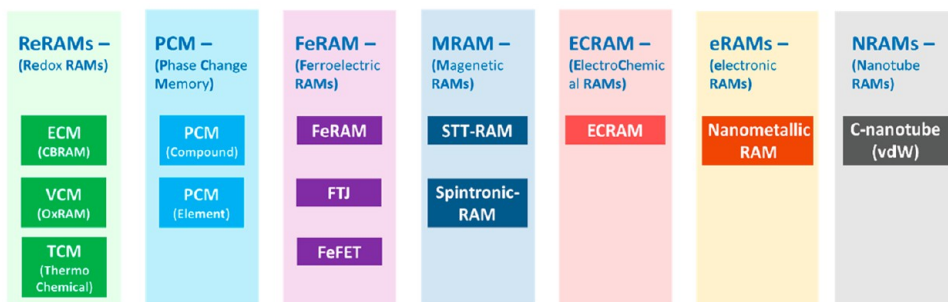 ReRAMs –
(Redox RAMs)
ECM
(CBRAM)
VCM
(OxRAM)
TCM
(Thermo
Chemical)
PCM –
(Phase Change
Memory)
PCM
(Compound)
PCM
(Element)
FeRAM –
(Ferroelectric
RAMs)
FeRAM
FTJ
FeFET
MRAM –
(Magenetic
RAMs)
STT-RAM
Spintronic-
RAM
ECRAM –
(ElectroChemic
al RAMs)
ECRAM
eRAMs –
(electronic
RAMs)
Nanometallic
RAM
NRAMs –
(Nanotube
RAMs)
C-nanotube
(vdW)